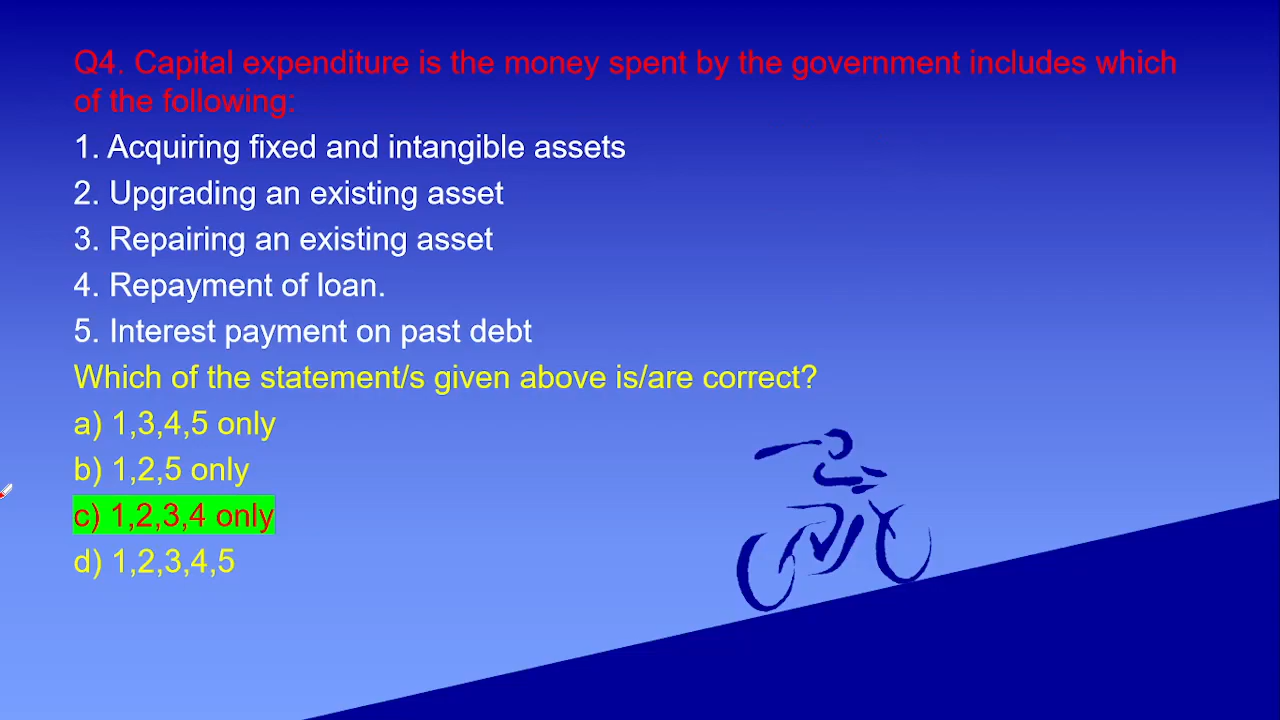 Q4. Capital expenditure is the money spent by the government includes which
of the following:
1. Acquiring fixed and intangible assets
2. Upgrading an existing asset
3. Repairing an existing asset
4. Repayment of loan.
5. Interest payment on past debt
Which of the statement/s given above is/are correct?
a) 1,3,4,5 only
b) 1,2,5 only
c) 1,2,3,4 only
d) 1,2,3,4,5